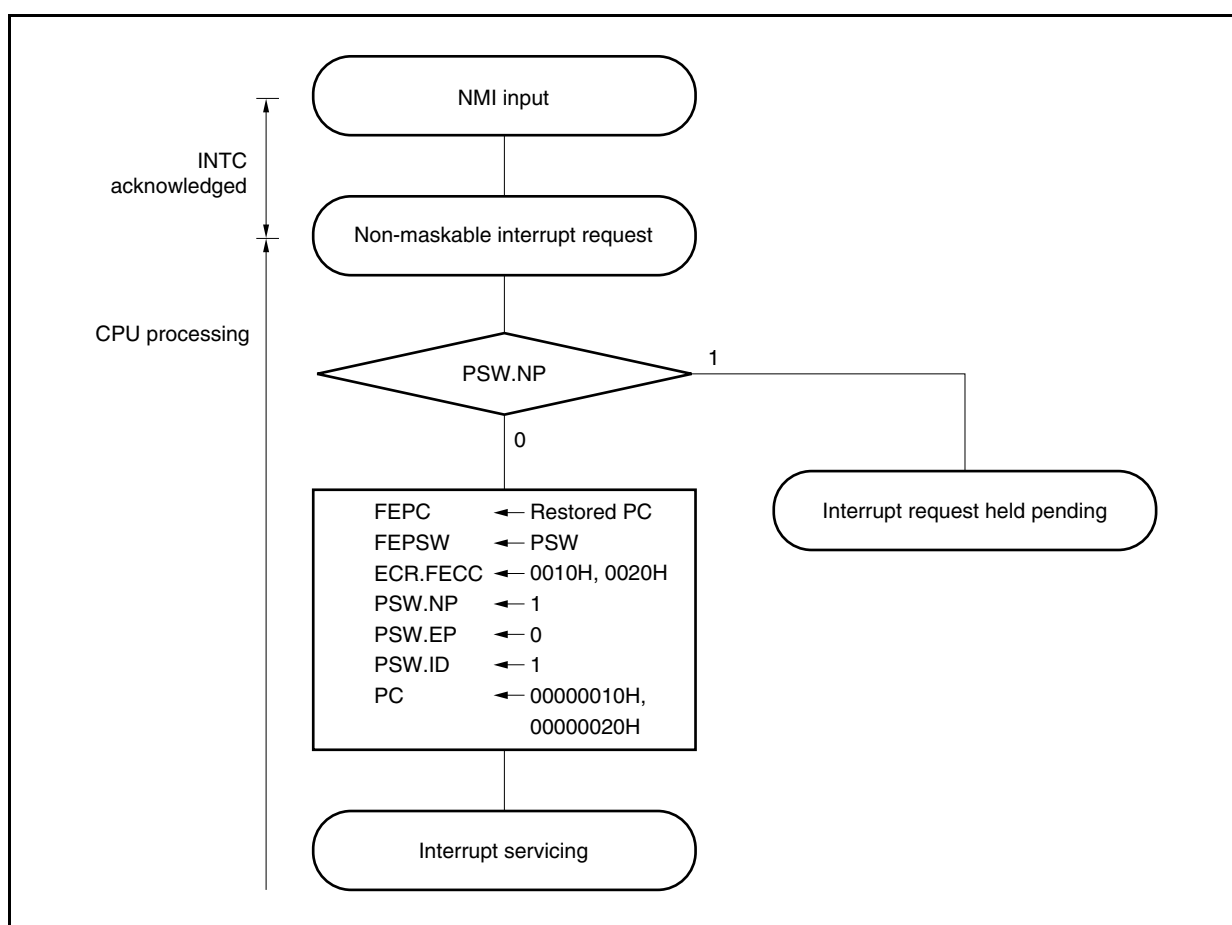 NMI input
INTC
acknowledged
Non-maskable interrupt request
CPU processing
PSW.NP
1
0
FEPC ← Restored PC
FEPSW ← PSW
ECR.FECC ← 0010H, 0020H
PSW.NP ← 1
PSW.EP ← 0
PSW.ID ← 1
PC ← 00000010H,
00000020H
Interrupt request held pending
Interrupt servicing